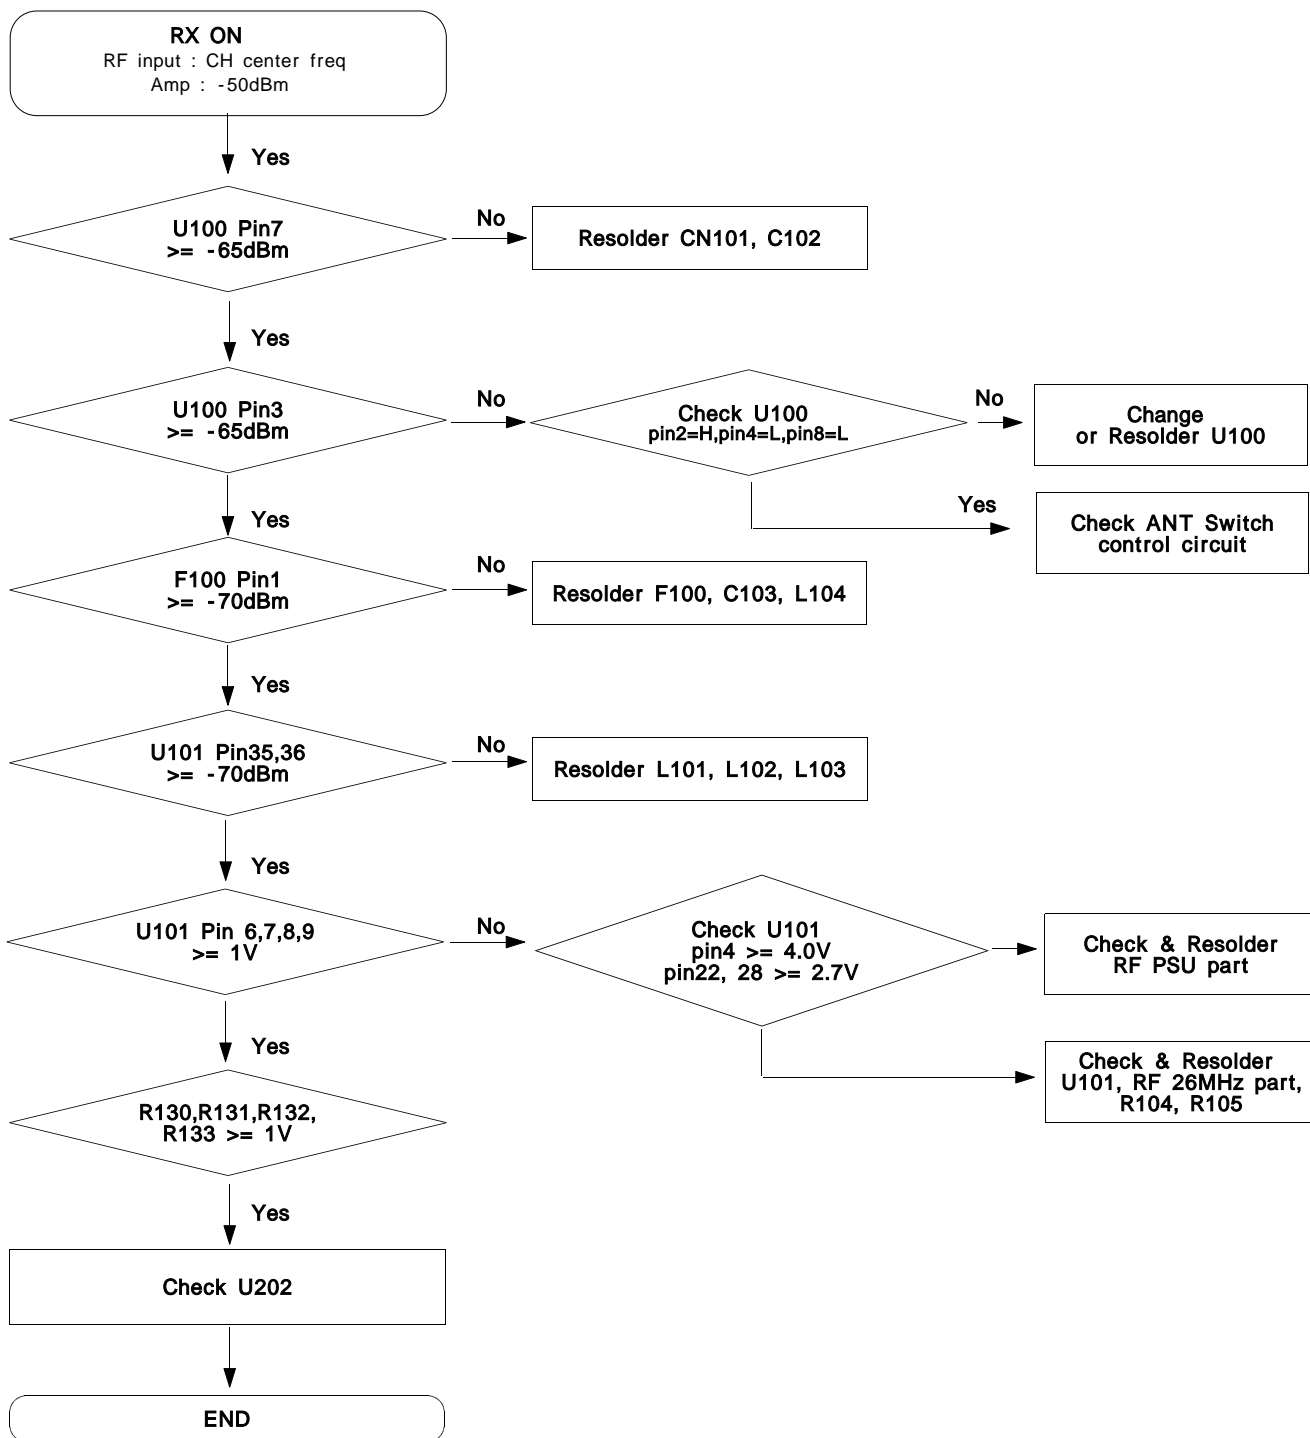 RX ON
RF input : CH center freq
Amp : -50dBm
Yes
U100 Pin7
>= -65dBm
No
Resolder CN101, C102
Yes
U100 Pin3
>= -65dBm
No
Check U100
pin2=H,pin4=L,pin8=L
No
Change
or Resolder U100
Yes
Check ANT Switch
control circuit
Yes
F100 Pin1
>= -70dBm
No
Resolder F100, C103, L104
Yes
U101 Pin35,36
>= -70dBm
No
Resolder L101, L102, L103
Yes
U101 Pin 6,7,8,9
>= 1V
No
Check U101
pin4 >= 4.0V
pin22, 28 >= 2.7V
Check & Resolder
RF PSU part
Check & Resolder
U101, RF 26MHz part,
R104, R105
Yes
R130,R131,R132,
R133 >= 1V
Yes
Check U202
END